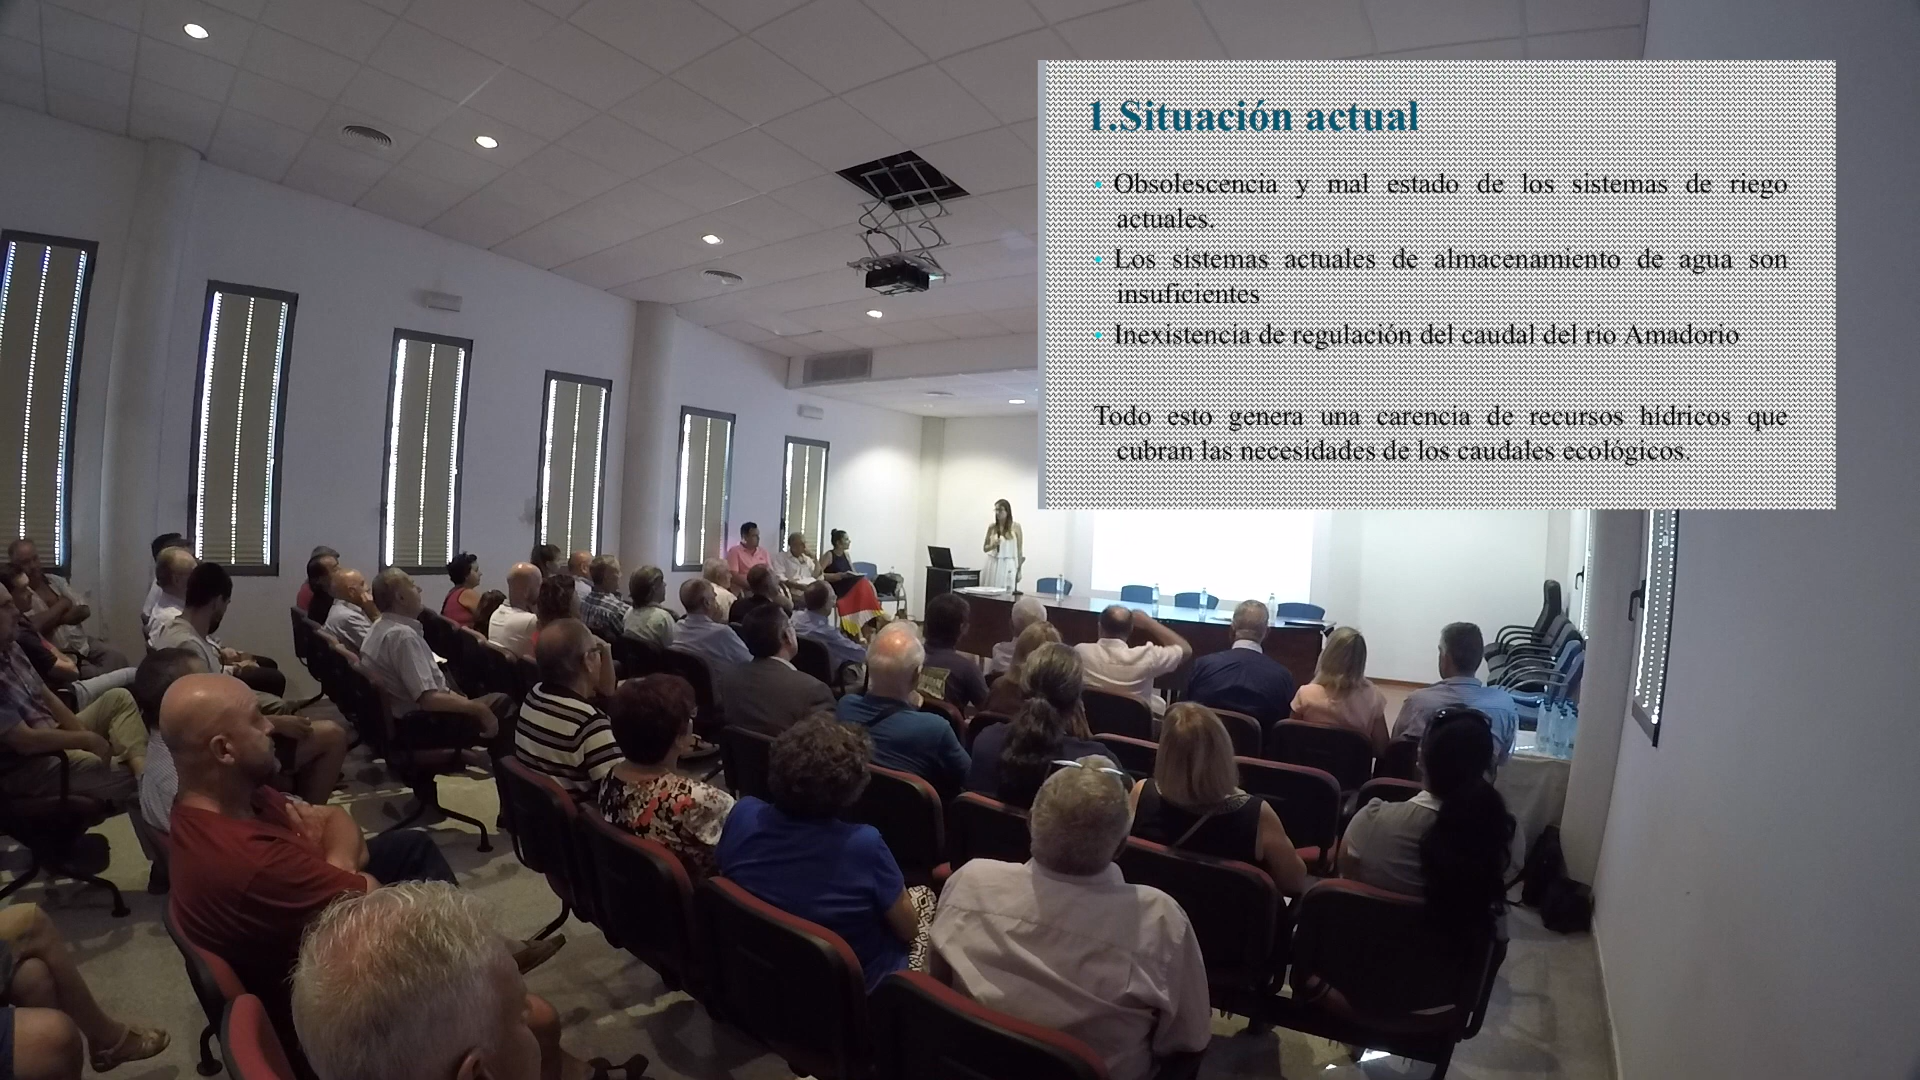 1.Situación actual
• Obsolescencia y mal estado de los sistemas de riego
actuales.
• Los sistemas actuales de almacenamiento de agua son
insuficientes
• Inexistencia de regulación del caudal del rio Amadorio
Todo esto genera una carencia de recursos hídricos que
cubran las necesidades de los caudales ecológicos.